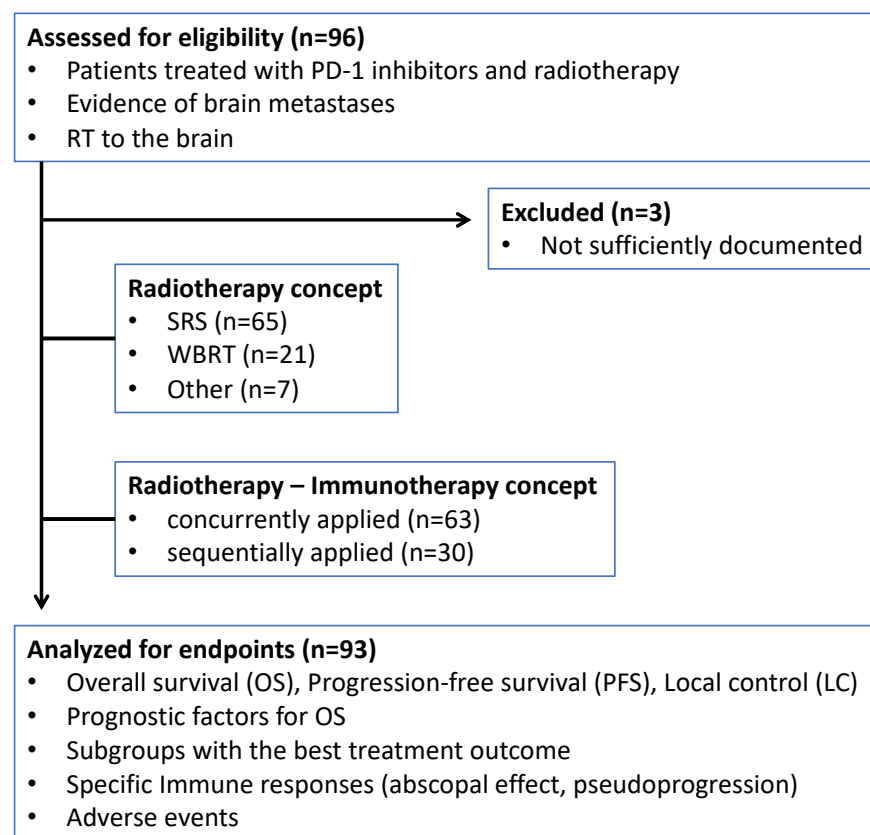 Assessed for eligibility (n=96)
• Patients treated with PD-1 inhibitors and radiotherapy
• Evidence of brain metastases
• RT to the brain
Excluded (n=3)
• Not sufficiently documented
Radiotherapy concept
• SRS (n=65)
• WBRT (n=21)
• Other (n=7)
Radiotherapy – Immunotherapy concept
• concurrently applied (n=63)
• sequentially applied (n=30)
Analyzed for endpoints (n=93)
• Overall survival (OS), Progression-free survival (PFS), Local control (LC)
• Prognostic factors for OS
• Subgroups with the best treatment outcome
• Specific Immune responses (abscopal effect, pseudoprogression)
• Adverse events